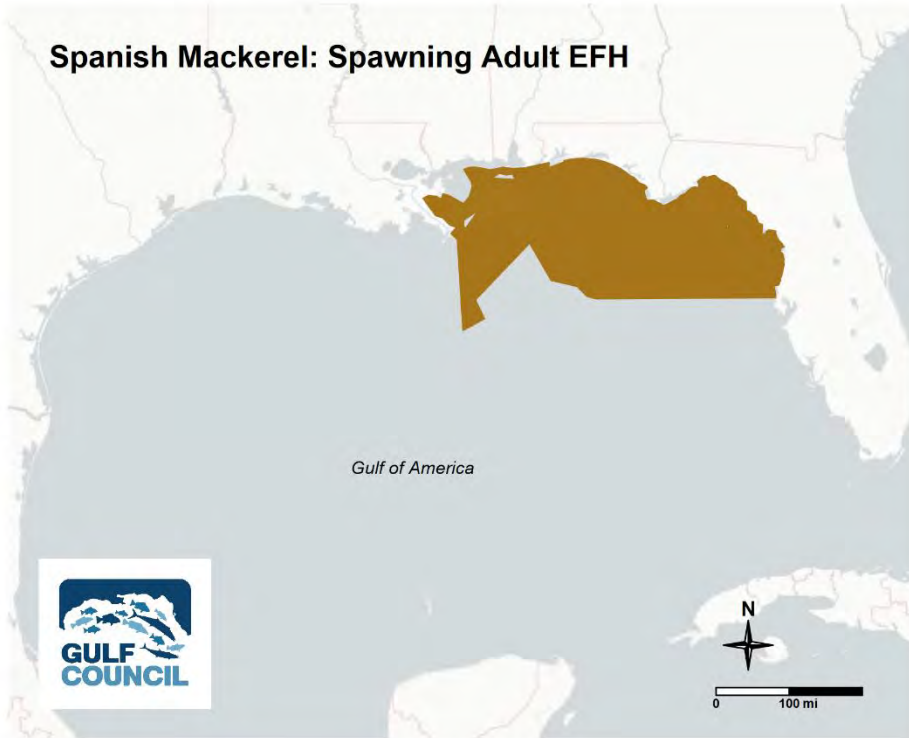 Spanish Mackerel: Spawning Adult EFH
Gulf of America
GULF
COUNCIL
N
0 100 mi